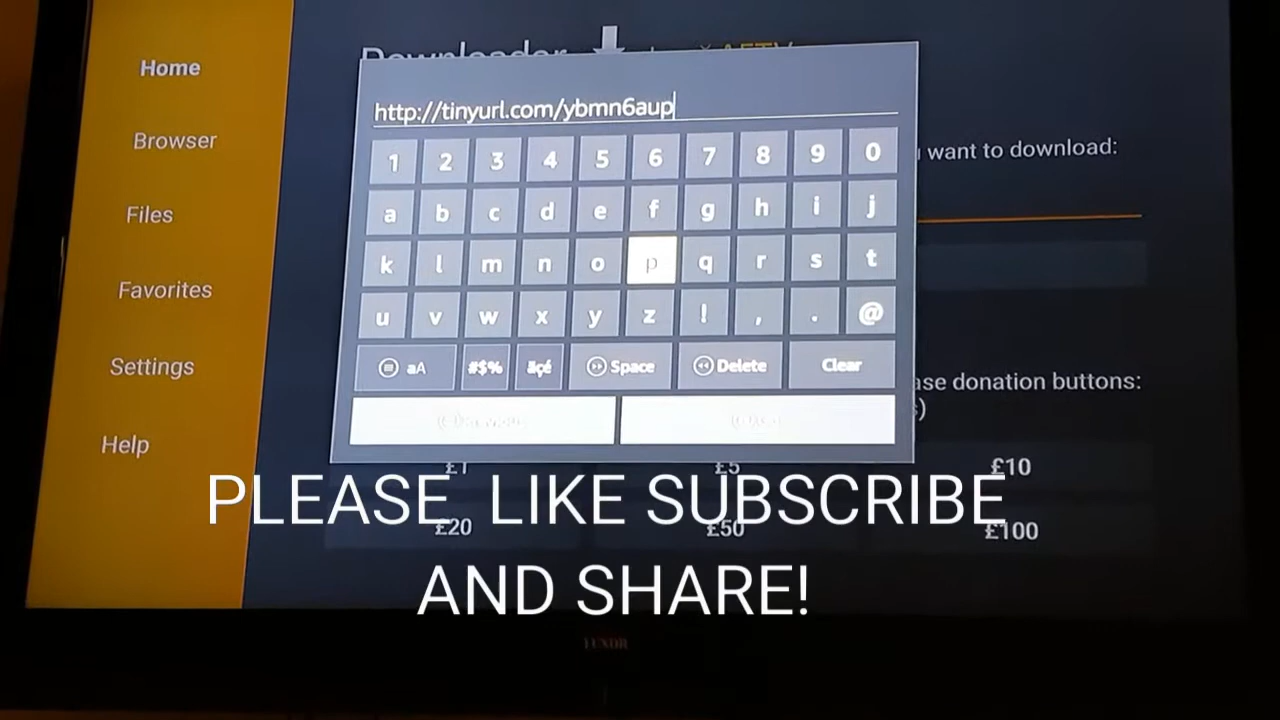 Home
Browser
Files
Favorites
Settings
Help
Downloader
AFTV
want to download:
http://tinyurl.com/ybmn6aup
1 2 3 4 5 6 7 8 9 0
a b c d e f g h i j
k l m n o p q r s t
u v w x y z ! , . @
aA #$% äçé Space Delete Clear
ase donation buttons:
)
£1 £5 £10
£20 £50 £100
PLEASE LIKE SUBSCRIBE
AND SHARE!